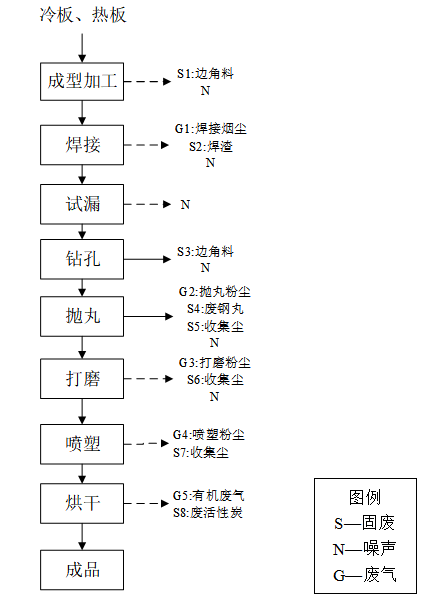 冷板、热板
成型加工
S1:边角料
N
焊接
G1:焊接烟尘
S2:焊渣
N
试漏
N
钻孔
S3:边角料
N
抛丸
G2:抛丸粉尘
S4:废钢丸
S5:收集尘
N
打磨
G3:打磨粉尘
S6:收集尘
N
喷塑
G4:喷塑粉尘
S7:收集尘
烘干
G5:有机废气
S8:废活性炭
成品
图例
S—固废
N—噪声
G—废气